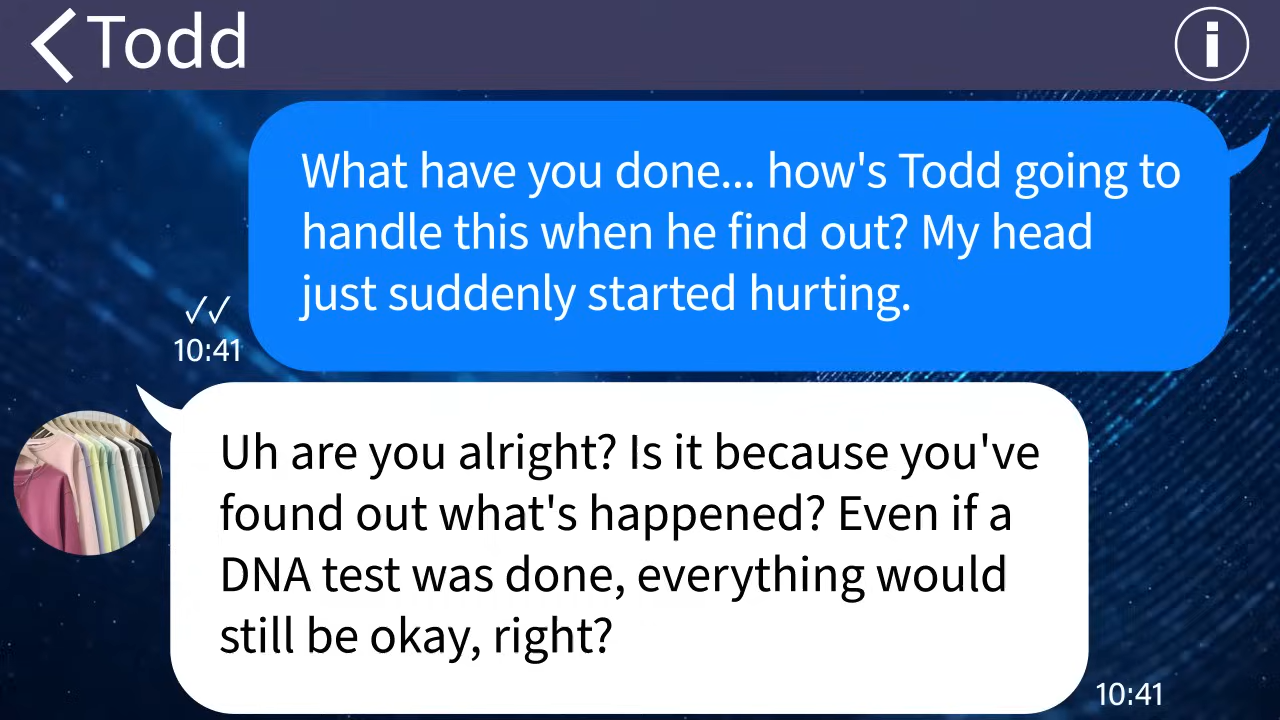 Todd
i
What have you done... how's Todd going to
handle this when he find out? My head
just suddenly started hurting.
10:41
Uh are you alright? Is it because you've
found out what's happened? Even if a
DNA test was done, everything would
still be okay, right?
10:41